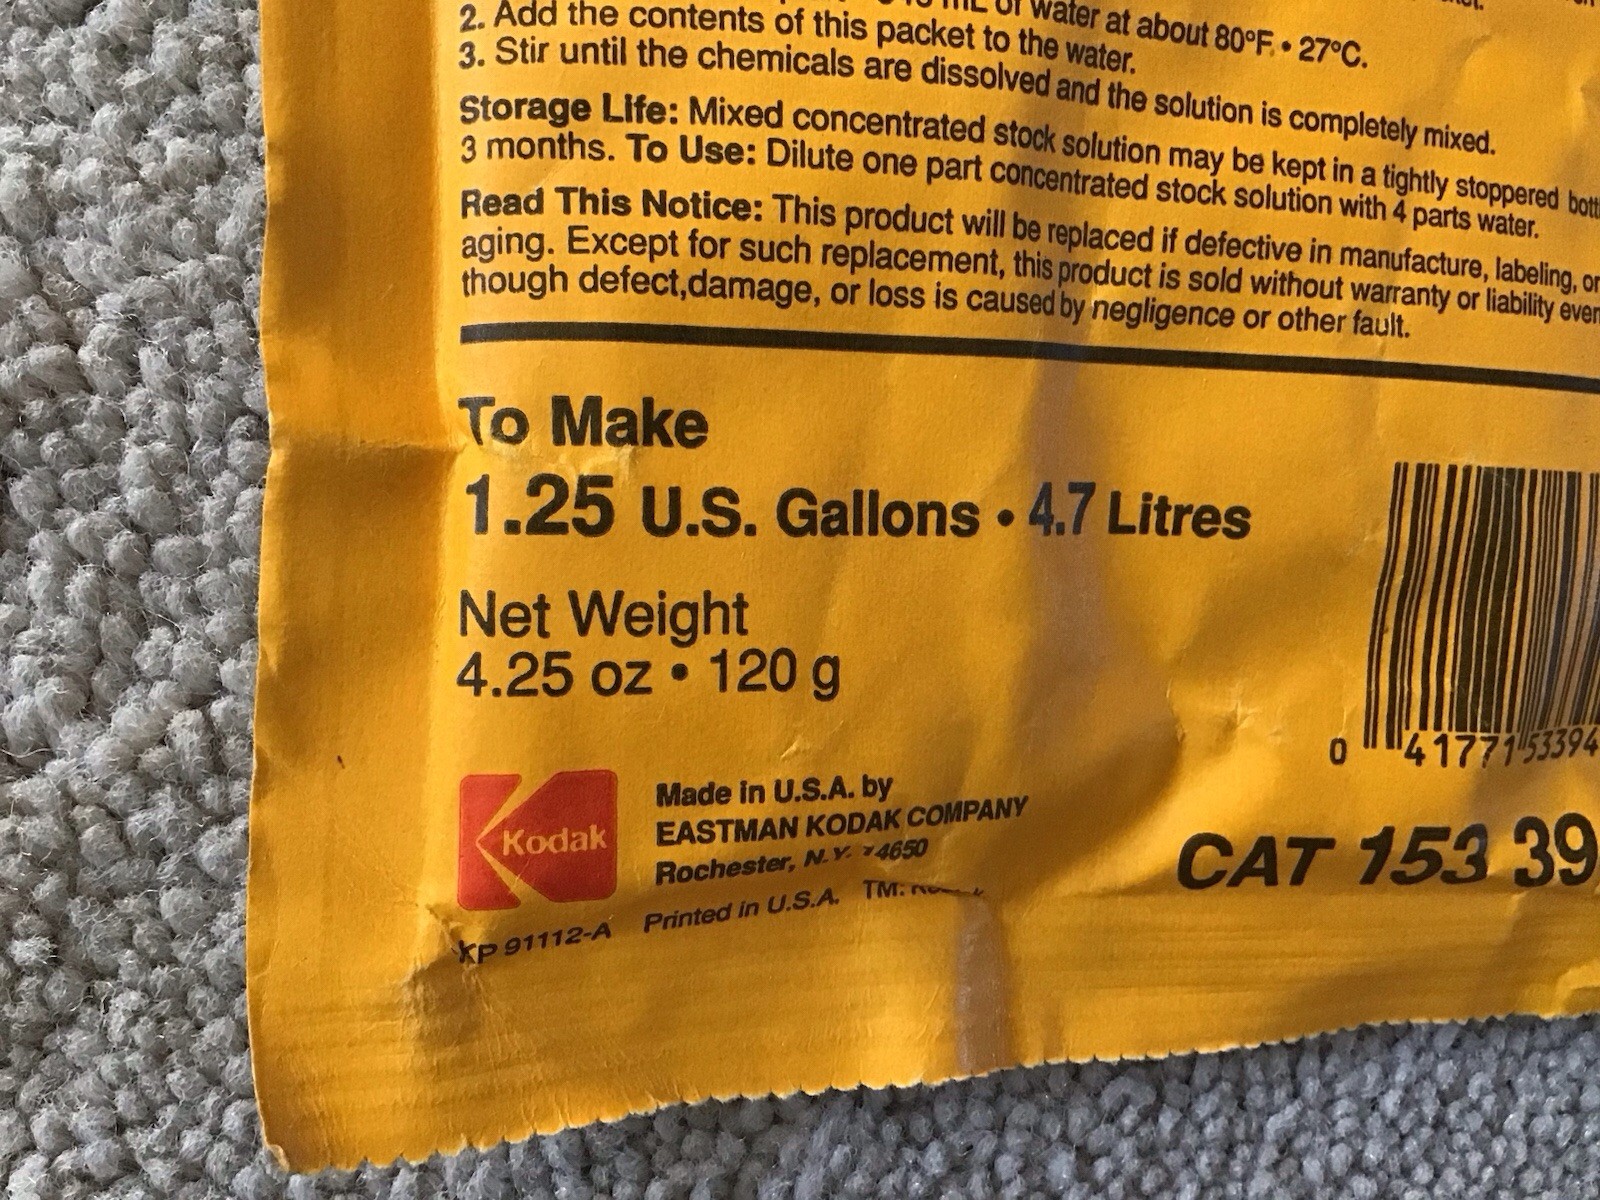 of water at about 80°F. • 27°C.
2. Add the contents of this packet to the water.
3. Stir until the chemicals are dissolved and the solution is completely mixed.
Storage Life: Mixed concentrated stock solution may be kept in a tightly stoppered
3 months. To Use: Dilute one part concentrated stock solution with 4 parts water.
Read This Notice: This product will be replaced if defective in manufacture, labeling, or
aging. Except for such replacement, this product is sold without warranty or liability even
though defect,damage, or loss is caused by negligence or other fault.
To Make
1.25 U.S. Gallons • 4.7 Litres
Net Weight
4.25 oz • 120 g
0 41771 53394
Kodak
Made in U.S.A. by
EASTMAN KODAK COMPANY
Rochester, N.Y. 14650
CAT 153 39
KP 91112-A Printed in U.S.A. TM: